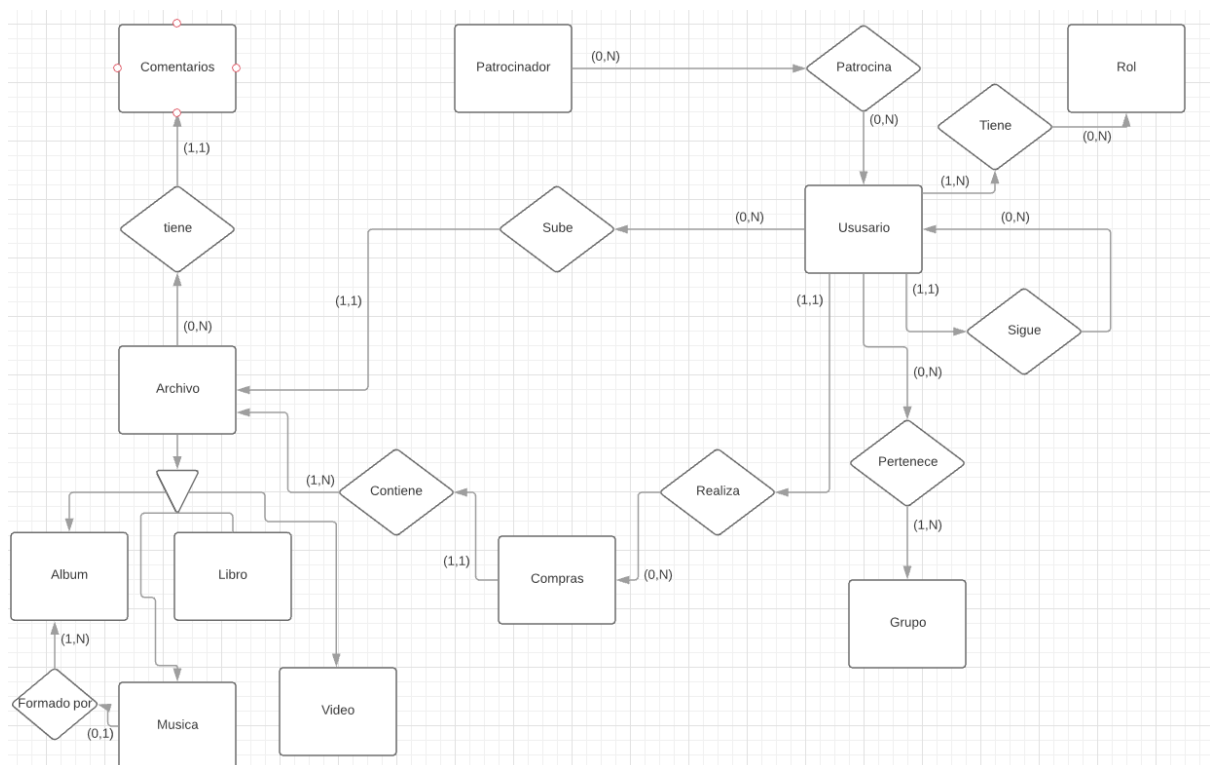 Comentarios
Patrocinador
(0,N)
Patrocina
Rol
(0,N)
Tiene
(0,N)
(1,1)
(1,N)
tiene
Sube
(0,N)
Ususario
(0,N)
(1,1)
(1,1)
(1,1)
(0,N)
Sigue
Archivo
(0,N)
Pertenece
(1,N)
Contiene
Realiza
(1,N)
(1,1)
Compras
(0,N)
Album
Libro
Grupo
(1,N)
Formado por
(0,1)
Musica
Video